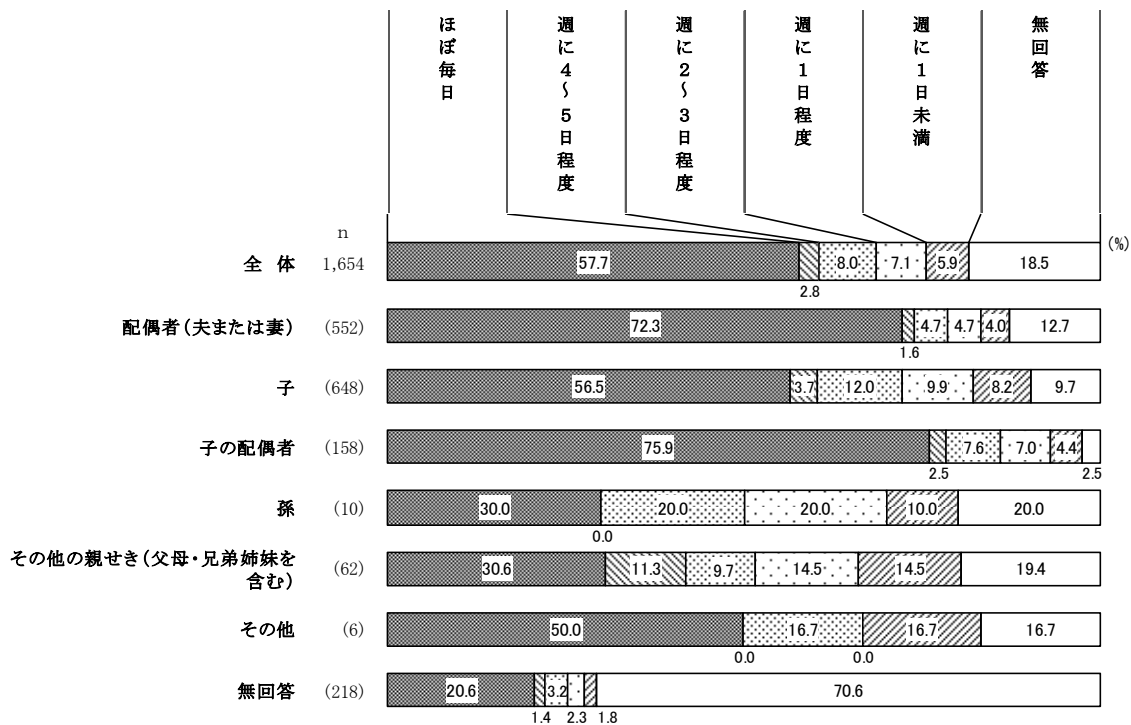 ほぼ毎日
週に４～５日程度
週に２～３日程度
週に１日程度
週に１日未満
無回答
n
(%)
全 体 1,654 57.7 8.0 7.1 5.9 18.5
2.8
配偶者(夫または妻) (552) 72.3 4.7 4.7 4.0 12.7
1.6
子 (648) 56.5 3.7 12.0 9.9 8.2 9.7
子の配偶者 (158) 75.9 7.6 7.0 4.4
2.5 2.5
孫 (10) 30.0 20.0 20.0 10.0 20.0
0.0
その他の親せき(父母・兄弟姉妹を
含む) (62) 30.6 11.3 9.7 14.5 14.5 19.4
その他 (6) 50.0 16.7 16.7 16.7
0.0 0.0
無回答 (218) 20.6 3.2 70.6
1.4 2.3 1.8